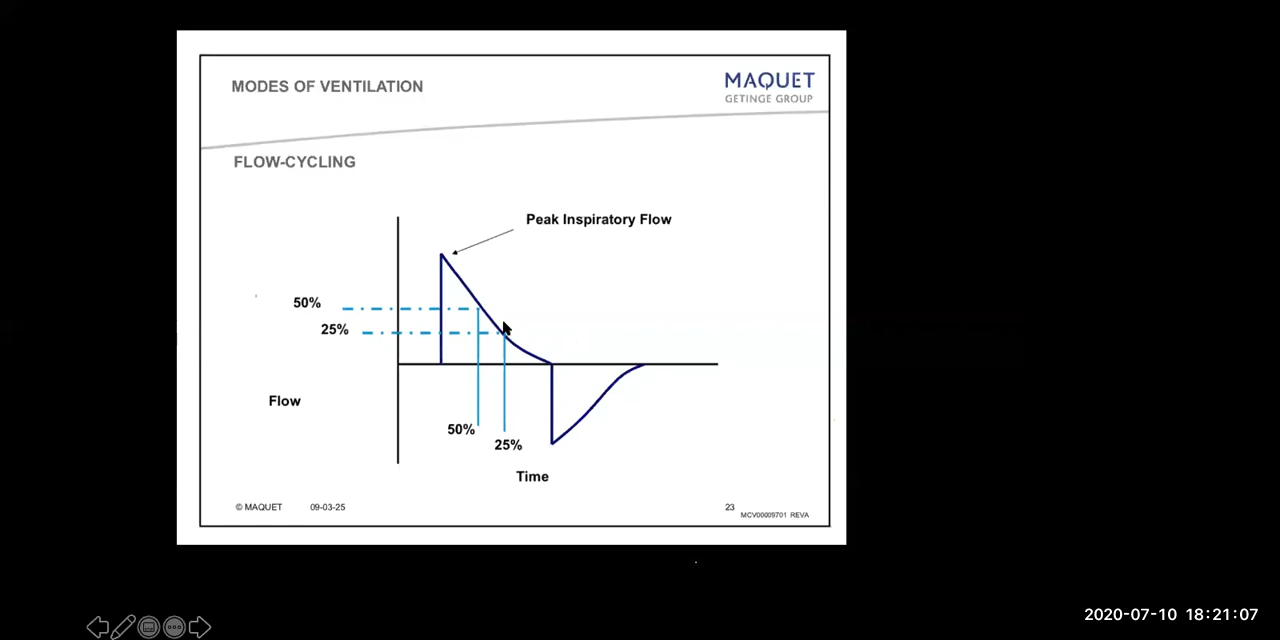 MODES OF VENTILATION
MAQUET
GETINGE GROUP
FLOW-CYCLING
Peak Inspiratory Flow
50%
25%
Flow
50%
25%
Time
© MAQUET 09-03-25
23
MCV00009701 REVA
2020-07-10 18:21:07